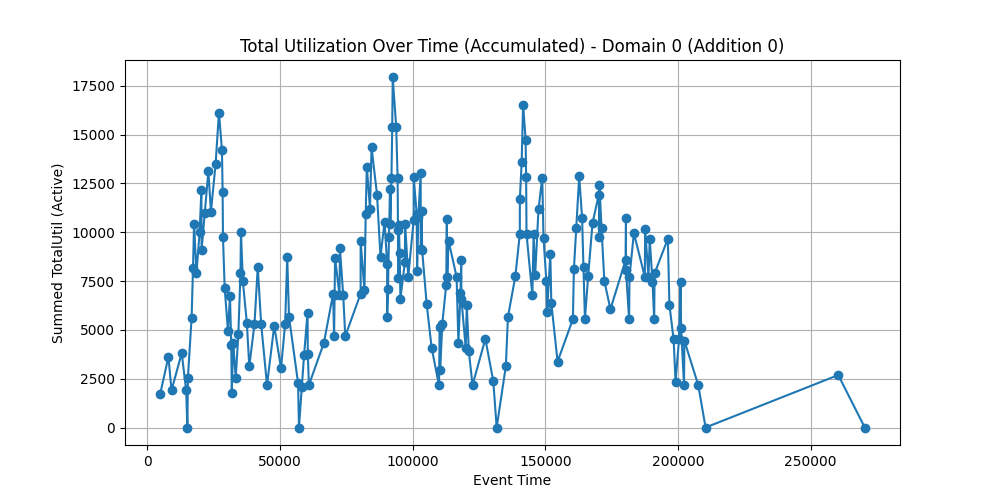 Total Utilization Over Time (Accumulated) - Domain 0 (Addition 0)
Summed TotalUtil (Active)
17500
15000
12500
10000
7500
5000
2500
0
0 50000 100000 150000 200000 250000
Event Time